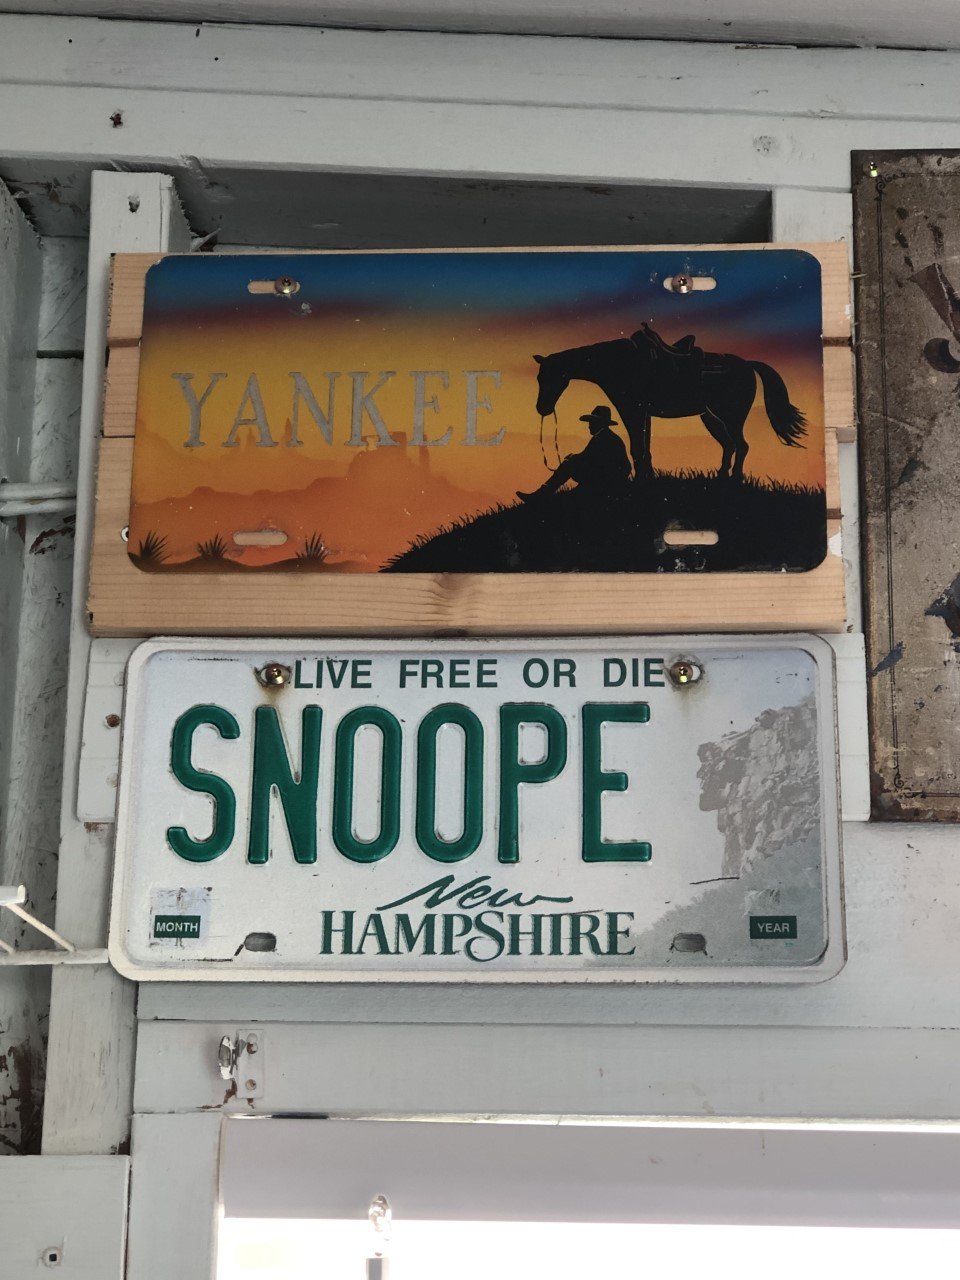 YANKEE
LIVE FREE OR DIE
SNOOPE
MONTH
New
HAMPSHIRE
YEAR